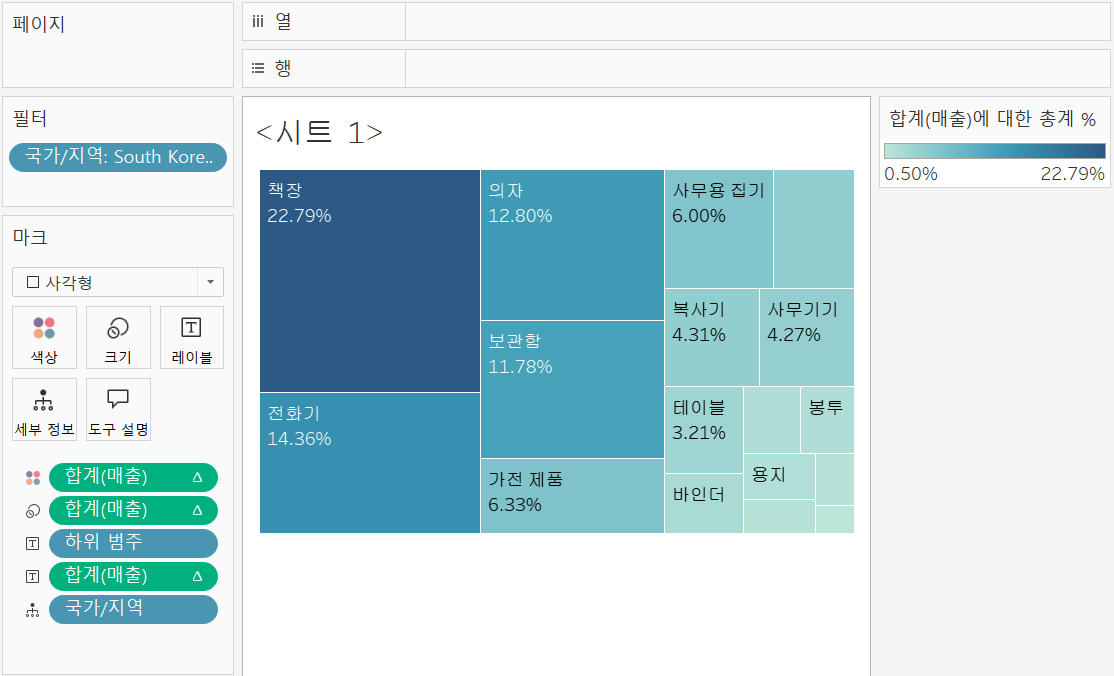 페이지
필터
국가/지역: South Kore..
마크
사각형
색상
크기
레이블
세부 정보
도구 설명
합계(매출) Δ
합계(매출) Δ
하위 범주
합계(매출) Δ
국가/지역
열
행
<시트 1>
책장
22.79%
전화기
14.36%
의자
12.80%
보관함
11.78%
가전 제품
6.33%
사무용 집기
6.00%
복사기
4.31%
사무기기
4.27%
테이블
3.21%
바인더
봉투
용지
합계(매출)에 대한 총계 %
0.50%
22.79%